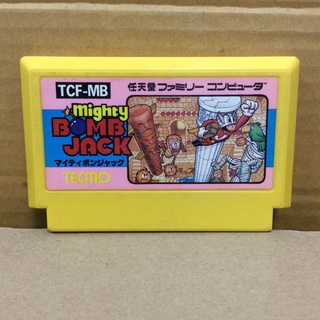 TCF-MB
任天堂 ファミリー コンピュータ
mighty
BOMB
JACK
マイティボンジャック
TECMO